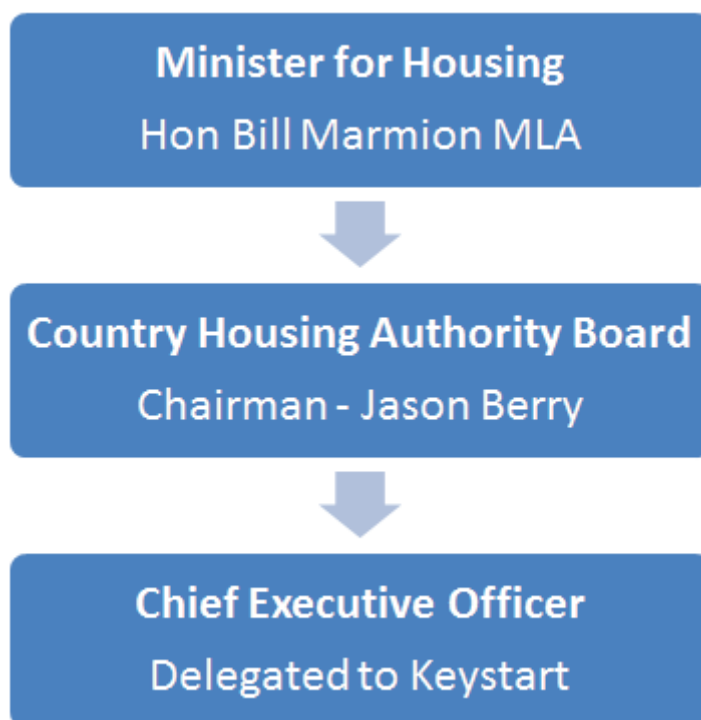 Minister for Housing
Hon Bill Marmion MLA
Country Housing Authority Board
Chairman - Jason Berry
Chief Executive Officer
Delegated to Keystart